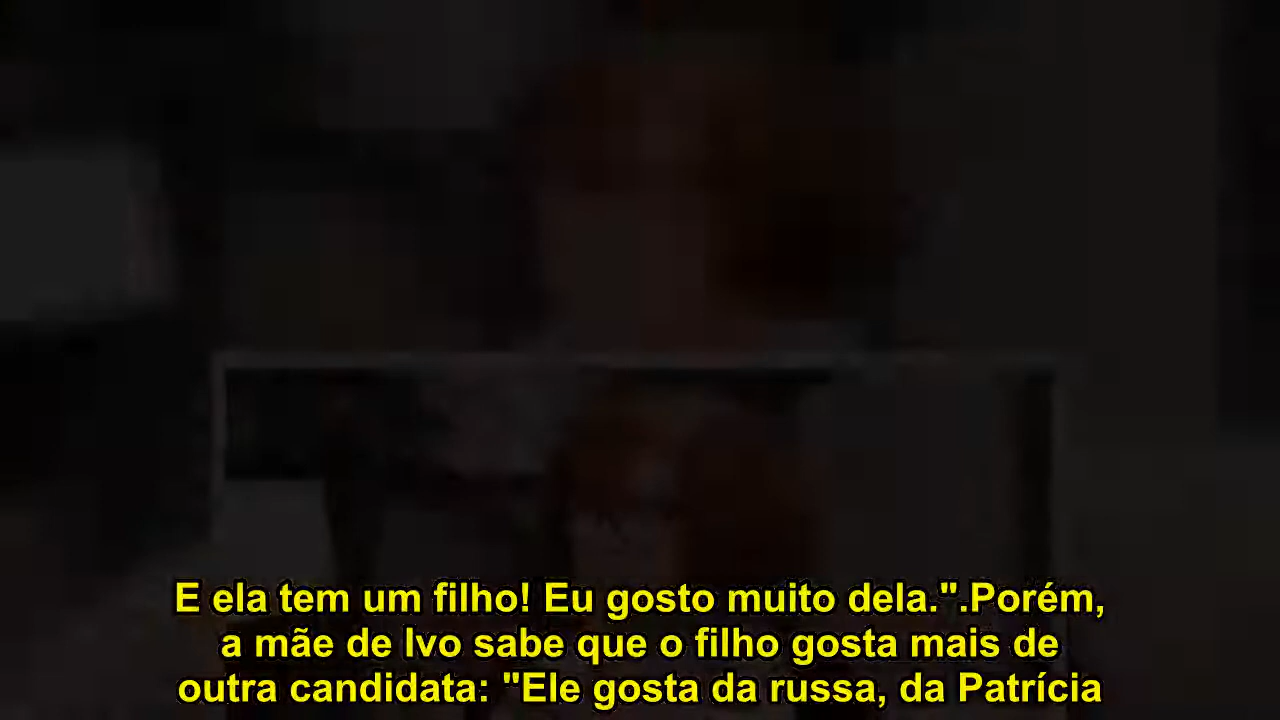 E ela tem um filho! Eu gosto muito dela.".Porém,
a mãe de Ivo sabe que o filho gosta mais de
outra candidata: "Ele gosta da russa, da Patrícia